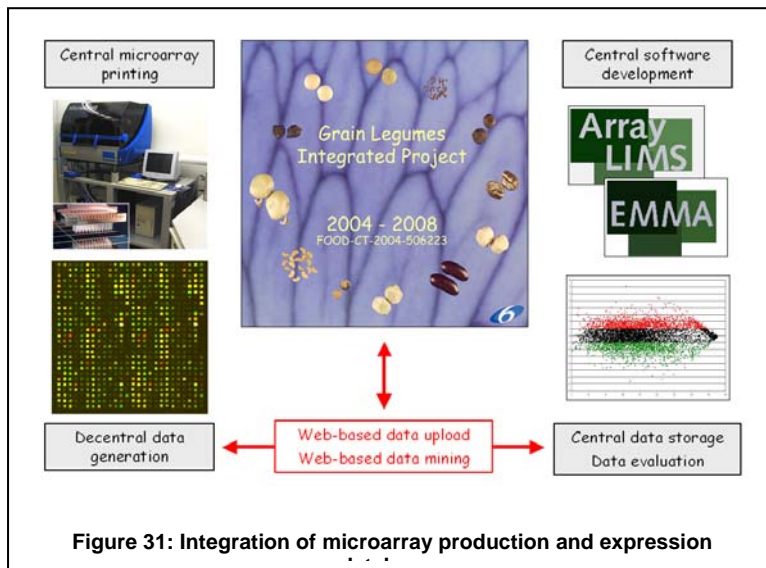 Central microarray
printing
Grain Legumes
Integrated Project
2004 - 2008
FOOD-CT-2004-506223
6
Central software
development
Array
LIMS
EMMA
Decentral data
generation
Web-based data upload
Web-based data mining
Central data storage
Data evaluation
Figure 31: Integration of microarray production and expression